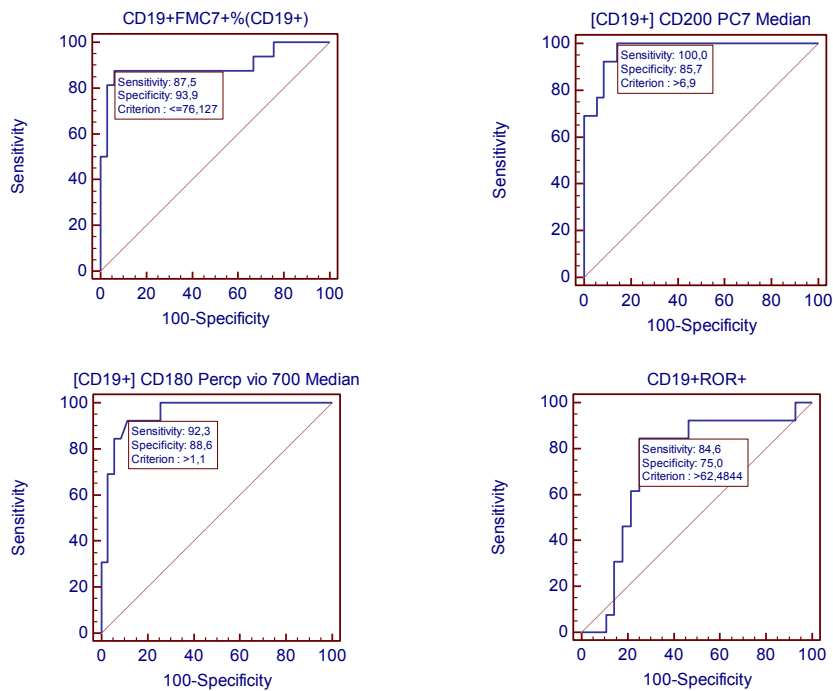 CD19+FMC7+%(CD19+)
100
80
60
40
20
0
Sensitivity
Sensitivity: 87,5
Specificity: 93,9
Criterion : <=76,127
0 20 40 60 80 100
100-Specificity
[CD19+] CD200 PC7 Median
100
80
60
40
20
0
Sensitivity
Sensitivity: 100,0
Specificity: 85,7
Criterion : >6,9
0 20 40 60 80 100
100-Specificity
[CD19+] CD180 Percp vio 700 Median
100
80
60
40
20
0
Sensitivity
Sensitivity: 92,3
Specificity: 88,6
Criterion : >1,1
0 20 40 60 80 100
100-Specificity
CD19+ROR+
100
80
60
40
20
0
Sensitivity
Sensitivity: 84,6
Specificity: 75,0
Criterion : >62,4844
0 20 40 60 80 100
100-Specificity